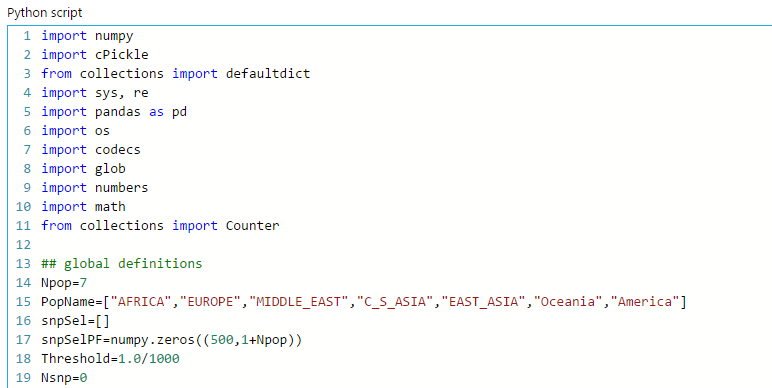 Python script
1 import numpy
2 import cPickle
3 from collections import defaultdict
4 import sys, re
5 import pandas as pd
6 import os
7 import codecs
8 import glob
9 import numbers
10 import math
11 from collections import Counter
12
13 ## global definitions
14 Npop=7
15 PopName=["AFRICA","EUROPE","MIDDLE_EAST","C_S_ASIA","EAST_ASIA","Oceania","America"]
16 snpSel=[]
17 snpSelPF=numpy.zeros((500,1+Npop))
18 Threshold=1.0/1000
19 Nsnp=0